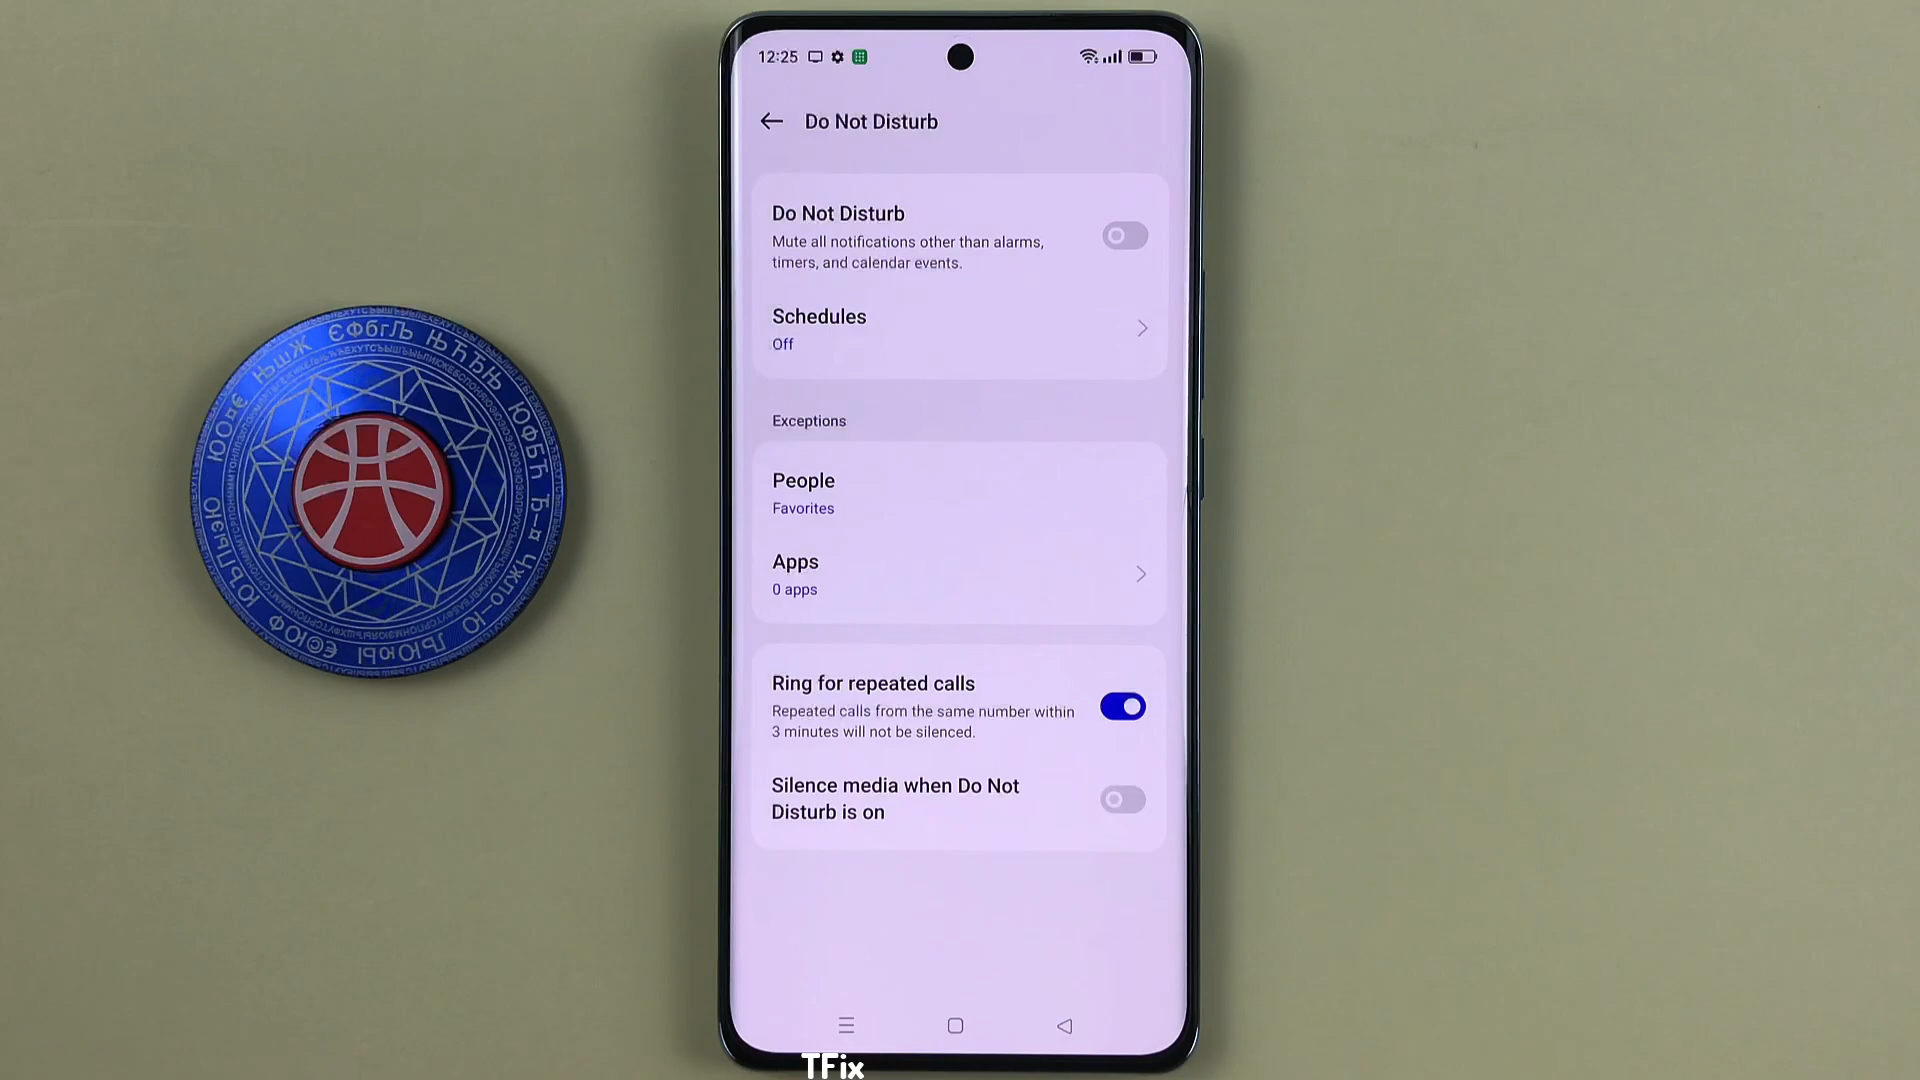 12:25
Do Not Disturb
Do Not Disturb
Mute all notifications other than alarms,
timers, and calendar events.
Schedules
Off
Exceptions
People
Favorites
Apps
0 apps
Ring for repeated calls
Repeated calls from the same number within
3 minutes will not be silenced.
Silence media when Do Not
Disturb is on
TFix